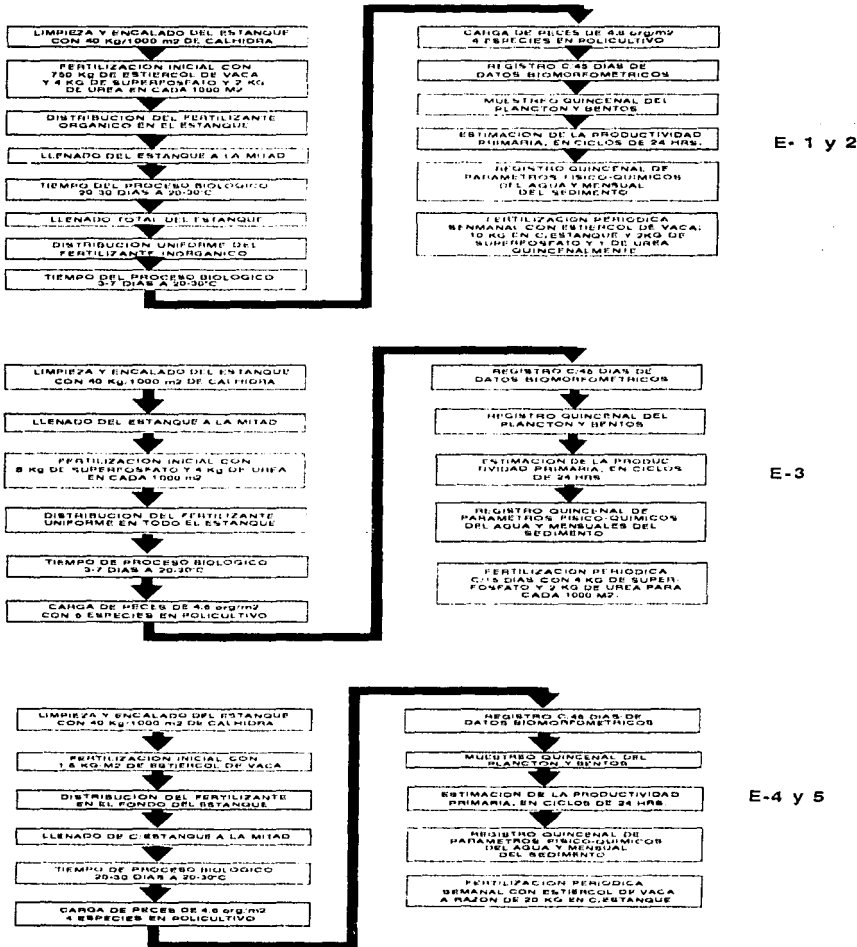 LIMPIEZA Y ENCALADO DEL ESTANQUE
CON 40 Kg/1000 m2 DE CALHIDRA
FERTILIZACION INICIAL CON
750 Kg DE ESTIERCOL DE VACA
Y 4 KG DE SUPERFOSFATO Y 2 KG
DE UREA EN CADA 1000 M2
DISTRIBUCION DEL FERTILIZANTE
ORGANICO EN EL ESTANQUE
LLENADO DEL ESTANQUE A LA MITAD
TIEMPO DEL PROCESO BIOLOGICO
20-30 DIAS A 20-30°C
LLENADO TOTAL DEL ESTANQUE
DISTRIBUCION UNIFORME DEL
FERTILIZANTE INORGANICO
TIEMPO DEL PROCESO BIOLOGICO
3-7 DIAS A 20-30°C
CARGA DE PECES DE 4.6 org/m2
4 ESPECIES EN POLICULTIVO
REGISTRO C/45 DIAS DE
DATOS BIOMORFOMETRICOS
MUESTREO QUINCENAL DEL
PLANCTON Y BENTOS
ESTIMACION DE LA PRODUCTIVIDAD
PRIMARIA, EN CICLOS DE 24 HRS.
REGISTRO QUINCENAL DE
PARAMETROS FISICO-QUIMICOS
DEL AGUA Y MENSUAL
DEL SEDIMENTO
FERTILIZACION PERIODICA
SEMANAL CON ESTIERCOL DE VACA:
10 KG EN C/ESTANQUE Y 2KG DE
SUPERFOSFATO Y 1 DE UREA
QUINCENALMENTE
E- 1 y 2
LIMPIEZA Y ENCALADO DEL ESTANQUE
CON 40 Kg/1000 m2 DE CALHIDRA
LLENADO DEL ESTANQUE A LA MITAD
FERTILIZACION INICIAL CON
8 Kg DE SUPERFOSFATO Y 4 Kg DE UREA
EN CADA 1000 m2
DISTRIBUCION DEL FERTILIZANTE
UNIFORME EN TODO EL ESTANQUE
TIEMPO DE PROCESO BIOLOGICO
3-7 DIAS A 20-30°C
CARGA DE PECES DE 4.6 org/m2
CON 5 ESPECIES EN POLICULTIVO
REGISTRO C/45 DIAS DE
DATOS BIOMORFOMETRICOS
REGISTRO QUINCENAL DEL
PLANCTON Y BENTOS
ESTIMACION DE LA PRODUC
TIVIDAD PRIMARIA, EN CICLOS
DE 24 HRS
REGISTRO QUINCENAL DE
PARAMETROS FISICO-QUIMICOS
DEL AGUA Y MENSUALES DEL
SEDIMENTO
FERTILIZACION PERIODICA
C/15 DIAS CON 4 KG DE SUPER-
FOSFATO Y 2 KG DE UREA PARA
CADA 1000 M2.
E-3
LIMPIEZA Y ENCALADO DEL ESTANQUE
CON 40 Kg/1000 m2 DE CALHIDRA
FERTILIZACION INICIAL CON
1.5 KG/M2 DE ESTIERCOL DE VACA
DISTRIBUCION DEL FERTILIZANTE
EN EL FONDO DEL ESTANQUE
LLENADO DE C/ESTANQUE A LA MITAD
TIEMPO DE PROCESO BIOLOGICO
20-30 DIAS A 20-30°C
CARGA DE PECES DE 4.6 org/m2
4 ESPECIES EN POLICULTIVO
REGISTRO C/45 DIAS DE
DATOS BIOMORFOMETRICOS
MUESTREO QUINCENAL DEL
PLANCTON Y BENTOS
ESTIMACION DE LA PRODUCTIVIDAD
PRIMARIA, EN CICLOS DE 24 HRS.
REGISTRO QUINCENAL DE
PARAMETROS FISICO-QUIMICOS
DEL AGUA Y MENSUAL
DEL SEDIMENTO
FERTILIZACION PERIODICA
SEMANAL CON ESTIERCOL DE VACA
A RAZON DE 20 KG EN C/ESTANQUE
E-4 y 5